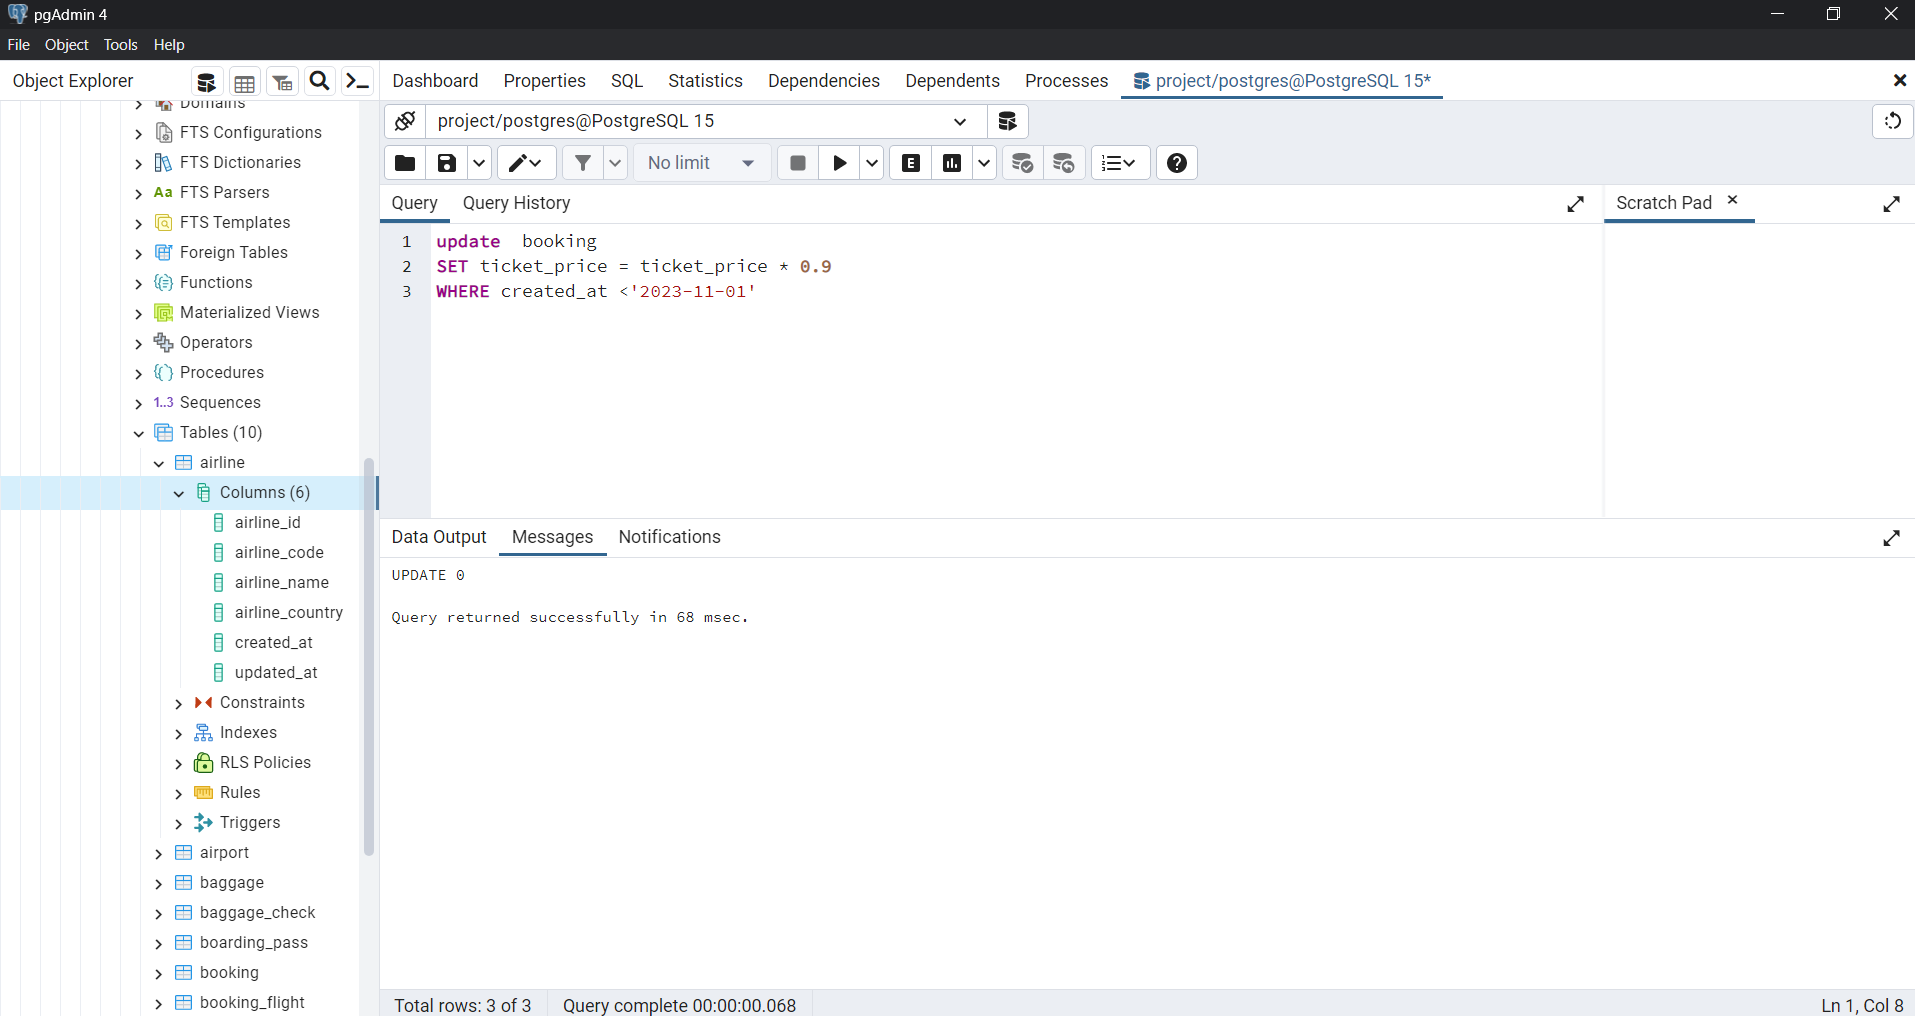 pgAdmin 4
File Object Tools Help
Object Explorer
Dashboard Properties SQL Statistics Dependencies Dependents Processes project/postgres@PostgreSQL 15*
Domains
FTS Configurations
FTS Dictionaries
Aa FTS Parsers
FTS Templates
Foreign Tables
Functions
Materialized Views
Operators
Procedures
1..3 Sequences
Tables (10)
airline
Columns (6)
airline_id
airline_code
airline_name
airline_country
created_at
updated_at
Constraints
Indexes
RLS Policies
Rules
Triggers
airport
baggage
baggage_check
boarding_pass
booking
booking_flight
project/postgres@PostgreSQL 15
No limit
E
Query Query History
Scratch Pad
1 update  booking
2 SET ticket_price = ticket_price * 0.9
3 WHERE created_at <'2023-11-01'
Data Output Messages Notifications
UPDATE 0
Query returned successfully in 68 msec.
Total rows: 3 of 3 Query complete 00:00:00.068 Ln 1, Col 8